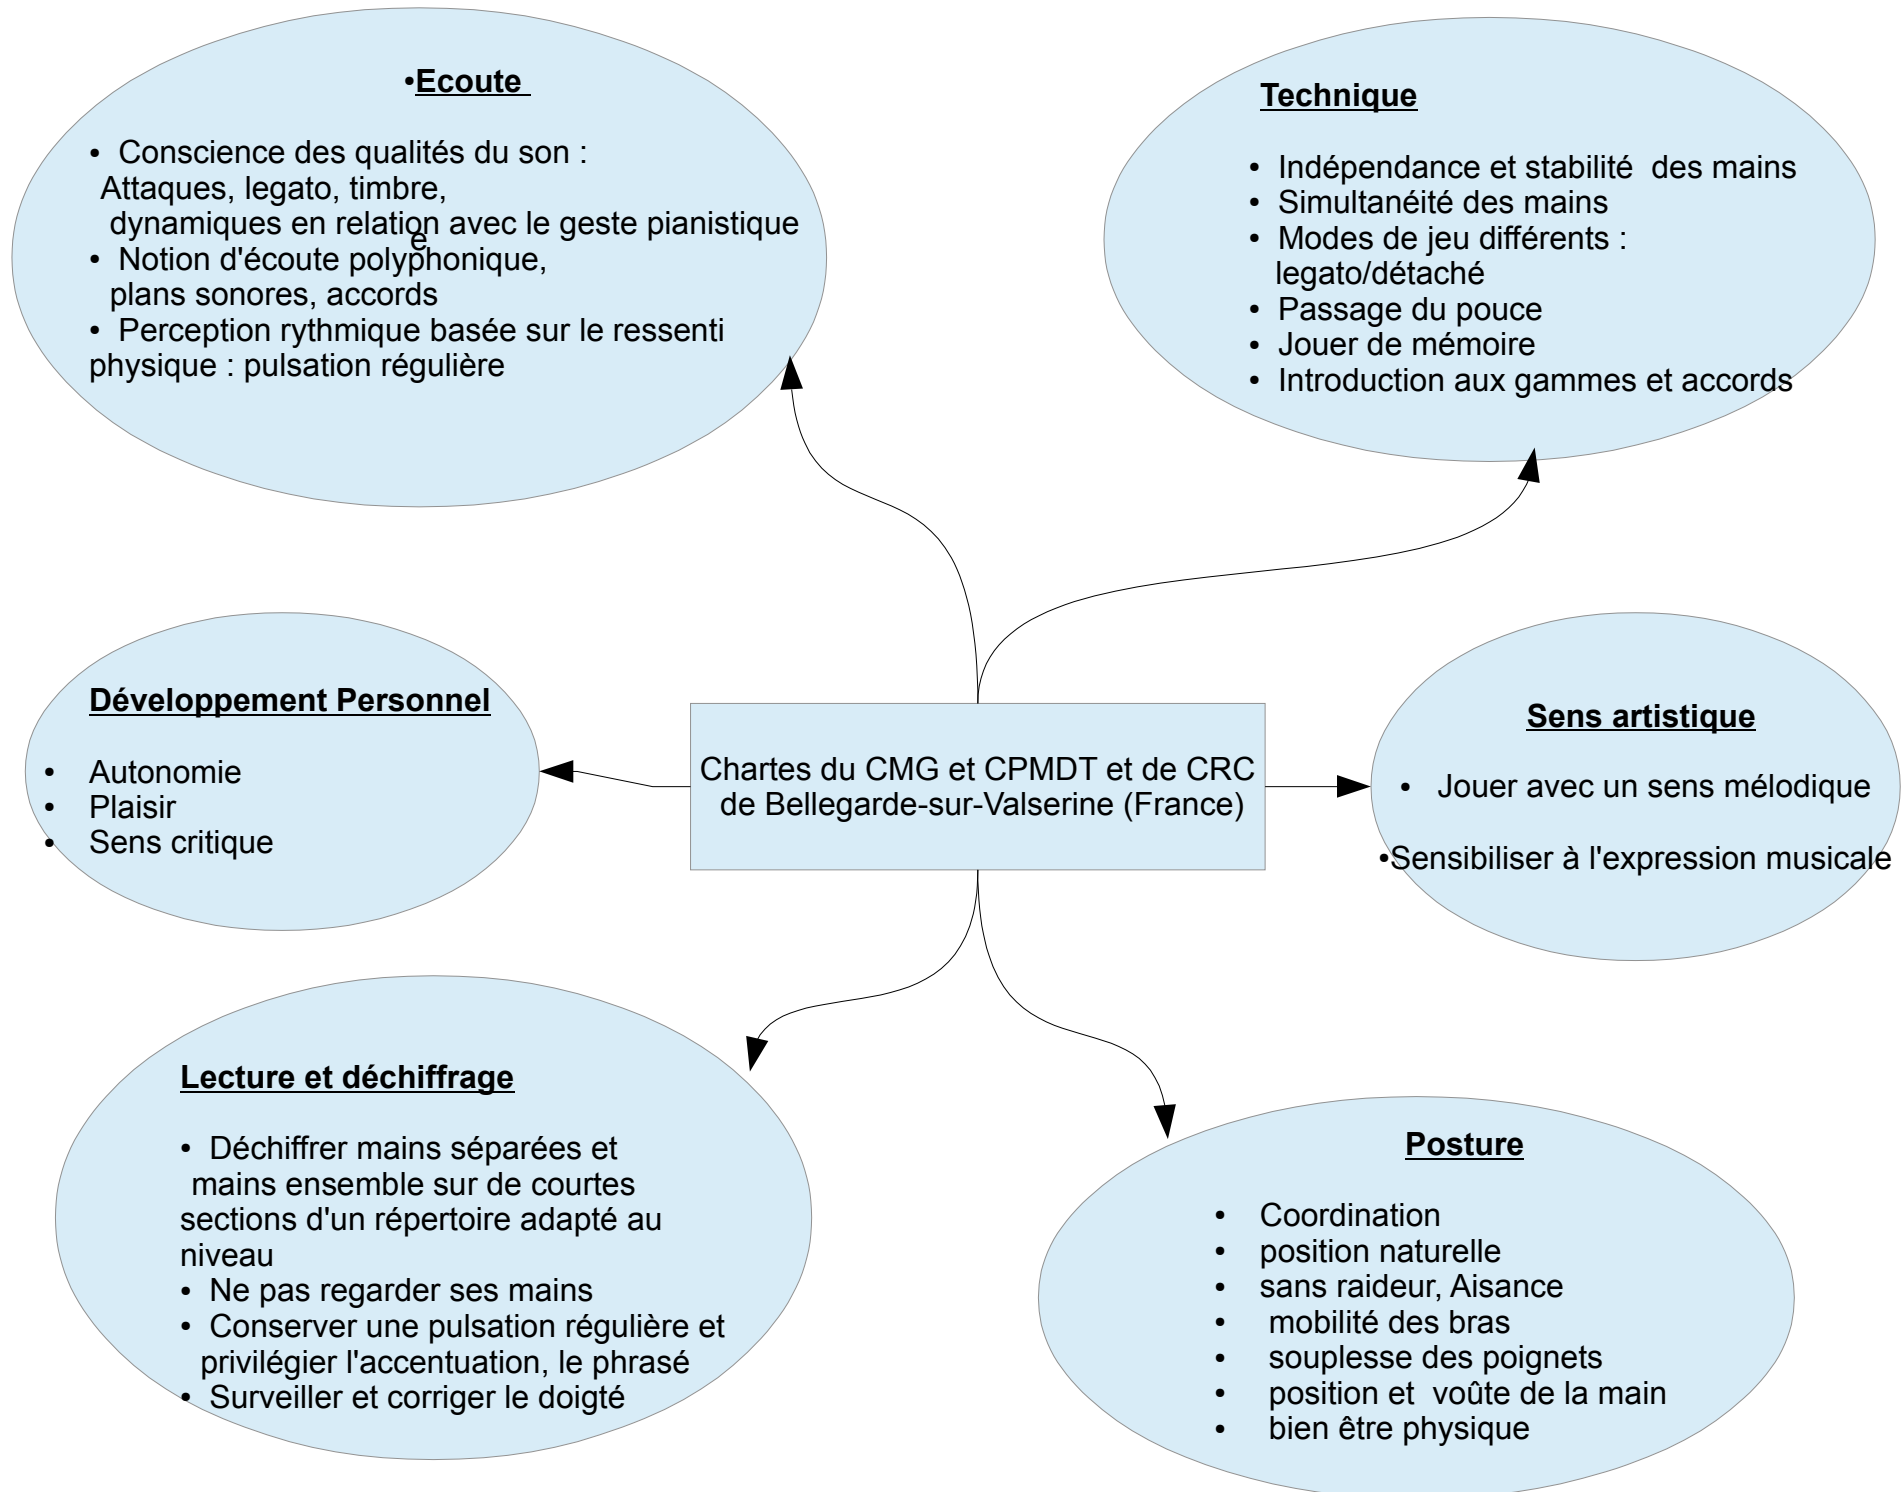 •Ecoute
• Conscience des qualités du son :
Attaques, legato, timbre,
dynamiques en relation avec le geste pianistique
e
• Notion d'écoute polyphonique,
plans sonores, accords
• Perception rythmique basée sur le ressenti
physique : pulsation régulière
Technique
• Indépendance et stabilité des mains
• Simultanéité des mains
• Modes de jeu différents :
legato/détaché
• Passage du pouce
• Jouer de mémoire
• Introduction aux gammes et accords
Développement Personnel
• Autonomie
• Plaisir
• Sens critique
Chartes du CMG et CPMDT et de CRC
de Bellegarde-sur-Valserine (France)
Sens artistique
• Jouer avec un sens mélodique
•Sensibiliser à l'expression musicale
Lecture et déchiffrage
• Déchiffrer mains séparées et
mains ensemble sur de courtes
sections d'un répertoire adapté au
niveau
• Ne pas regarder ses mains
• Conserver une pulsation régulière et
privilégier l'accentuation, le phrasé
• Surveiller et corriger le doigté
Posture
• Coordination
• position naturelle
• sans raideur, Aisance
• mobilité des bras
• souplesse des poignets
• position et voûte de la main
• bien être physique